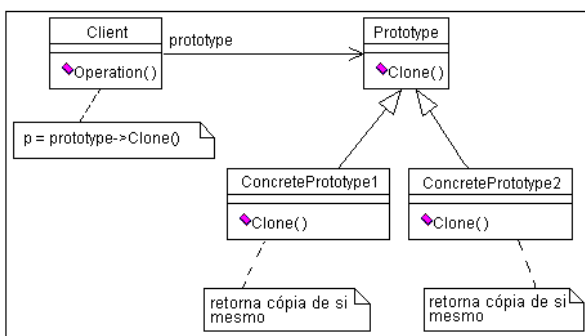 Client
prototype
Prototype
Operation()
Clone()
p = prototype->Clone()
ConcretePrototype1
ConcretePrototype2
Clone()
Clone()
retorna cópia de si
mesmo
retorna cópia de si
mesmo